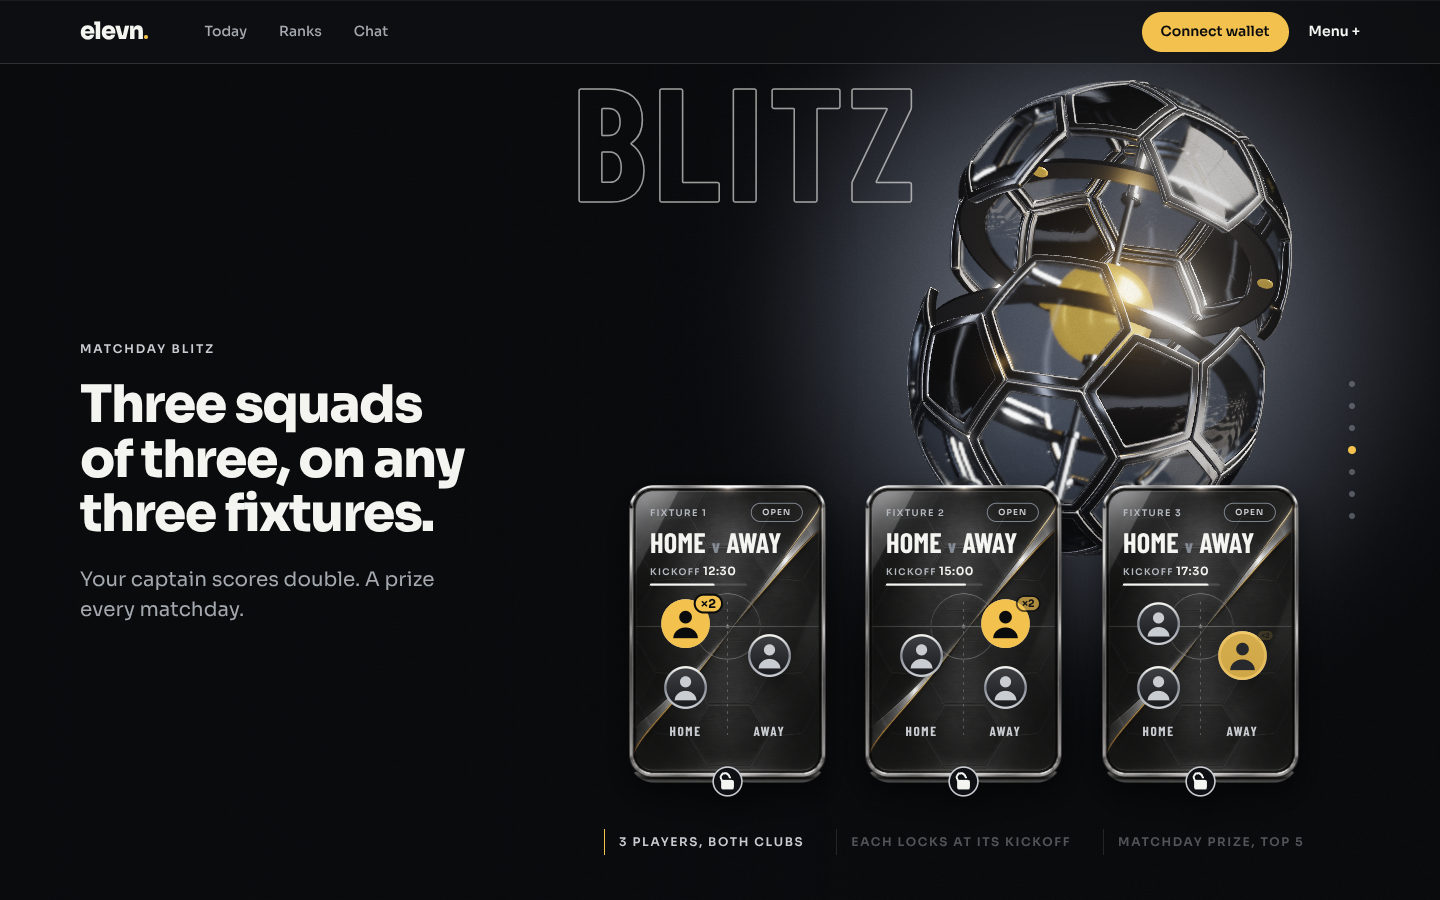 elevn.
Today
Ranks
Chat
Connect wallet
Menu +
BLITZ
MATCHDAY BLITZ
Three squads
of three, on any
three fixtures.
Your captain scores double. A prize
every matchday.
FIXTURE 1
OPEN
HOME v AWAY
KICKOFF 12:30
×2
HOME
AWAY
FIXTURE 2
OPEN
HOME v AWAY
KICKOFF 15:00
×2
HOME
AWAY
FIXTURE 3
OPEN
HOME v AWAY
KICKOFF 17:30
HOME
AWAY
3 PLAYERS, BOTH CLUBS
EACH LOCKS AT ITS KICKOFF
MATCHDAY PRIZE, TOP 5